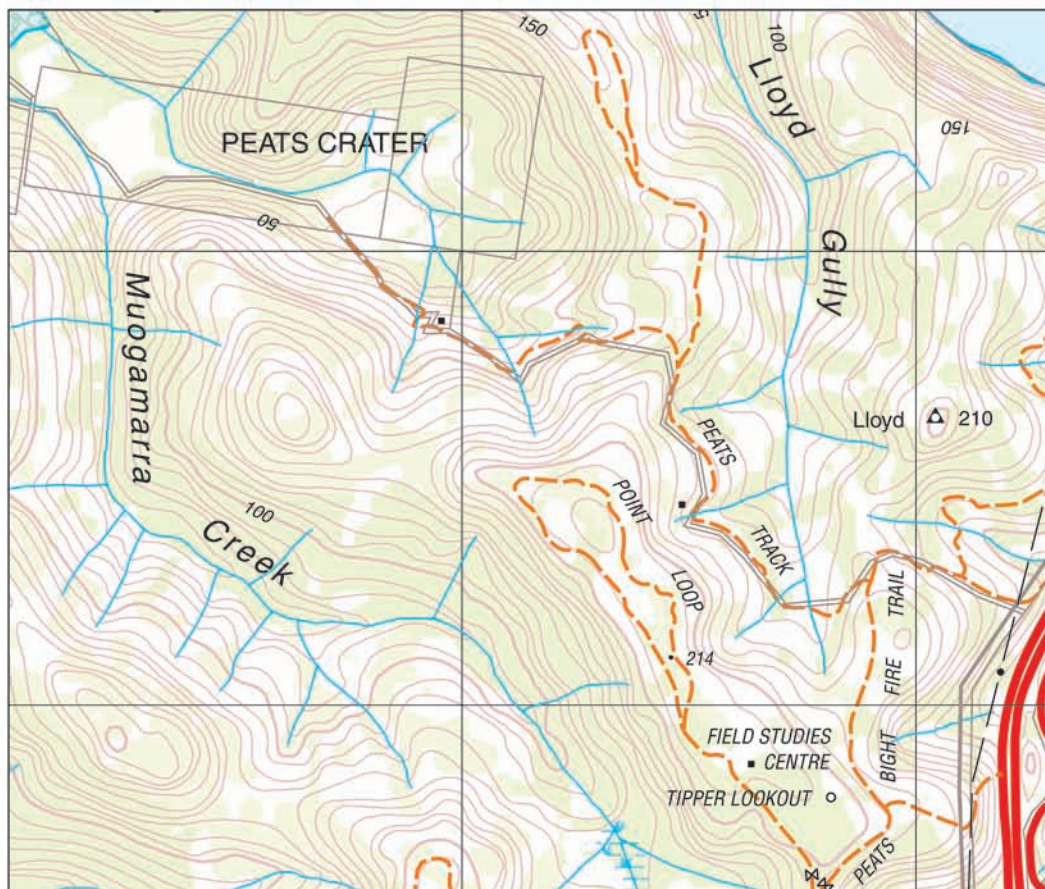 150
5
100
Lloyd
Gully
150
PEATS CRATER
50
Muogamarra
Creek
100
Lloyd 210
PEATS
TRACK
POINT
LOOP
214
FIELD STUDIES
CENTRE
TIPPER LOOKOUT
PEATS
BIGHT
FIRE
TRAIL